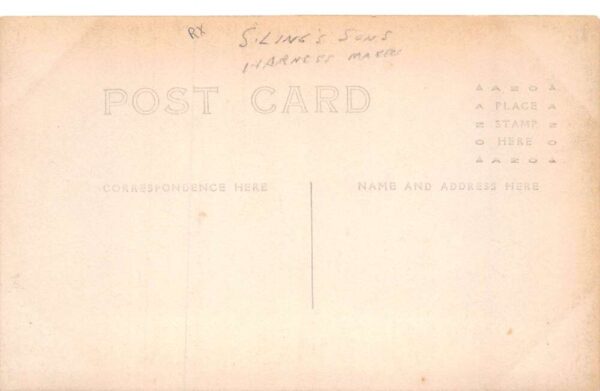 RX
S. LING'S SONS
HARNESS MAKERS
POST CARD
A A Z O A
A PLACE A
Z STAMP Z
O HERE O
A A Z O A
CORRESPONDENCE HERE
NAME AND ADDRESS HERE